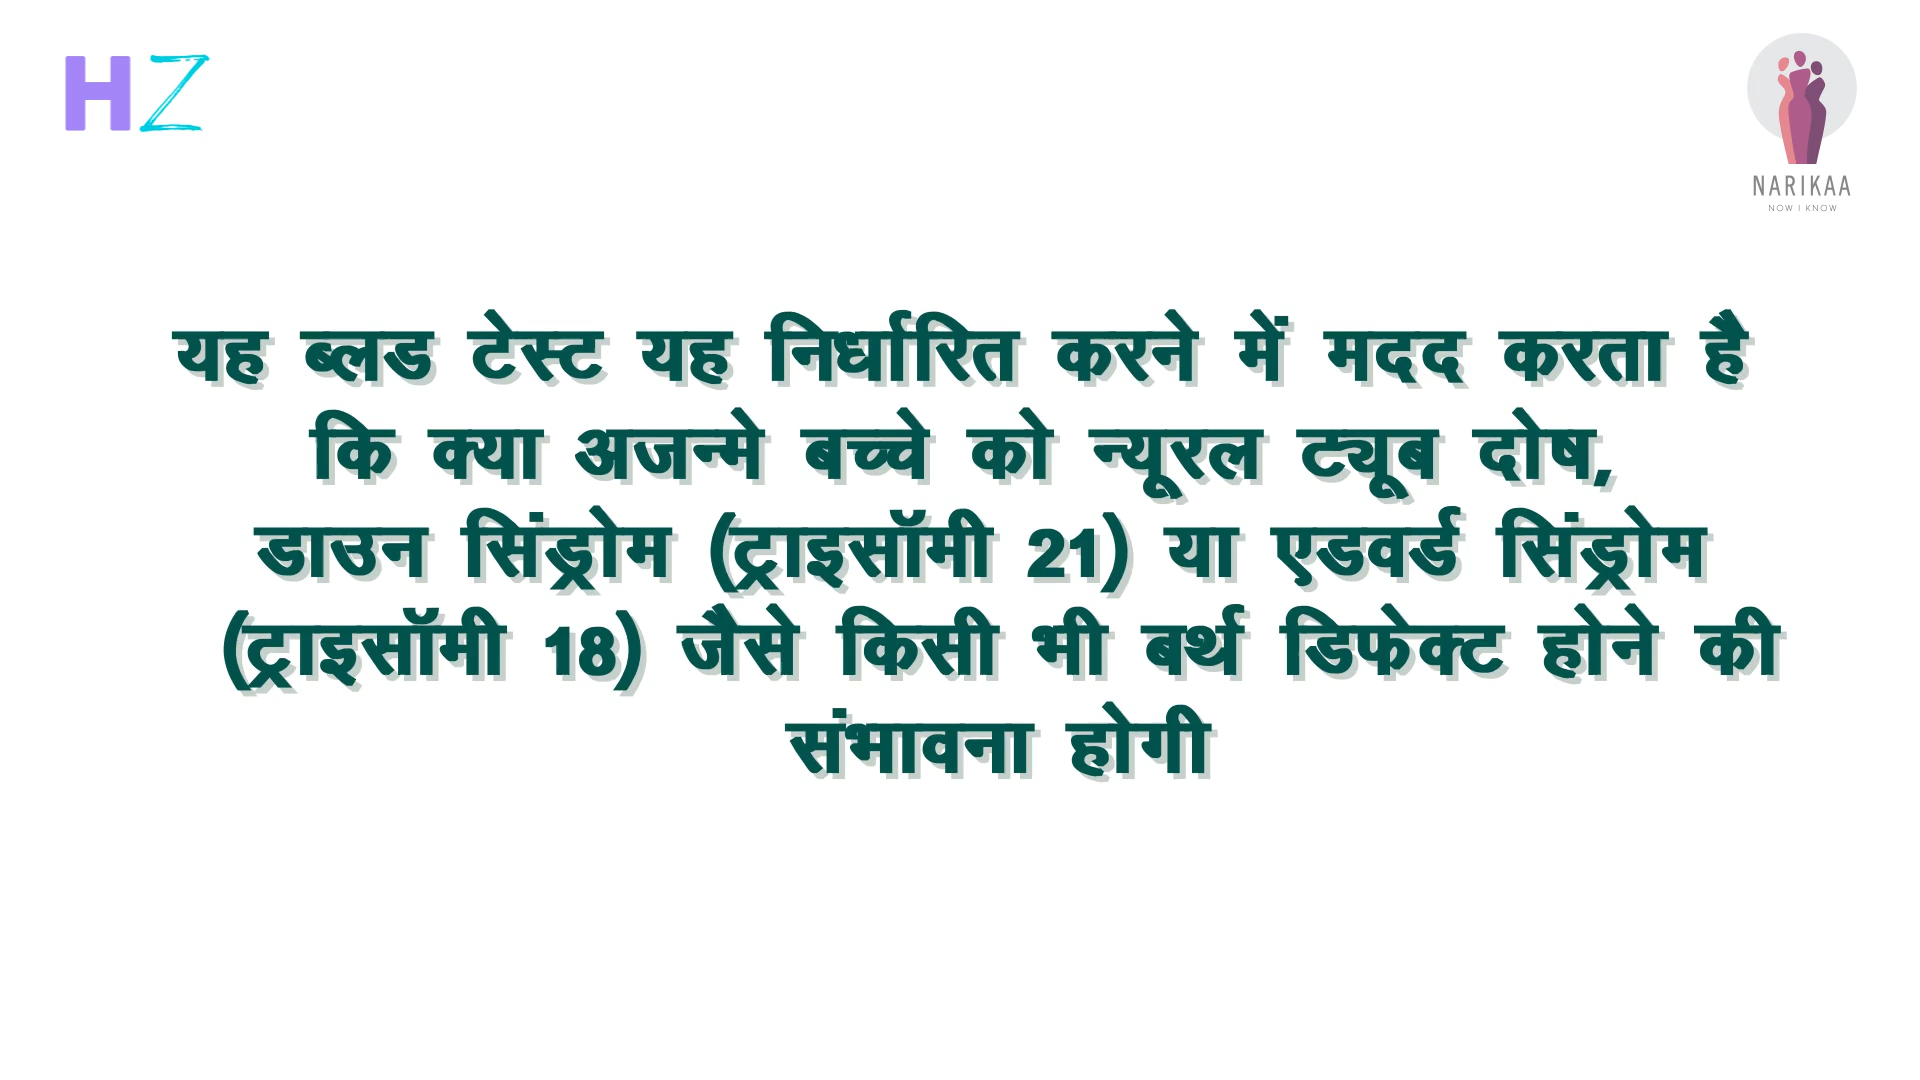 HZ
NARIKAA
NOW I KNOW
यह ब्लड टेस्ट यह निर्धारित करने में मदद करता है
कि क्या अजन्मे बच्चे को न्यूरल ट्यूब दोष,
डाउन सिंड्रोम (ट्राइसॉमी 21) या एडवर्ड सिंड्रोम
(ट्राइसॉमी 18) जैसे किसी भी बर्थ डिफेक्ट होने की
संभावना होगी